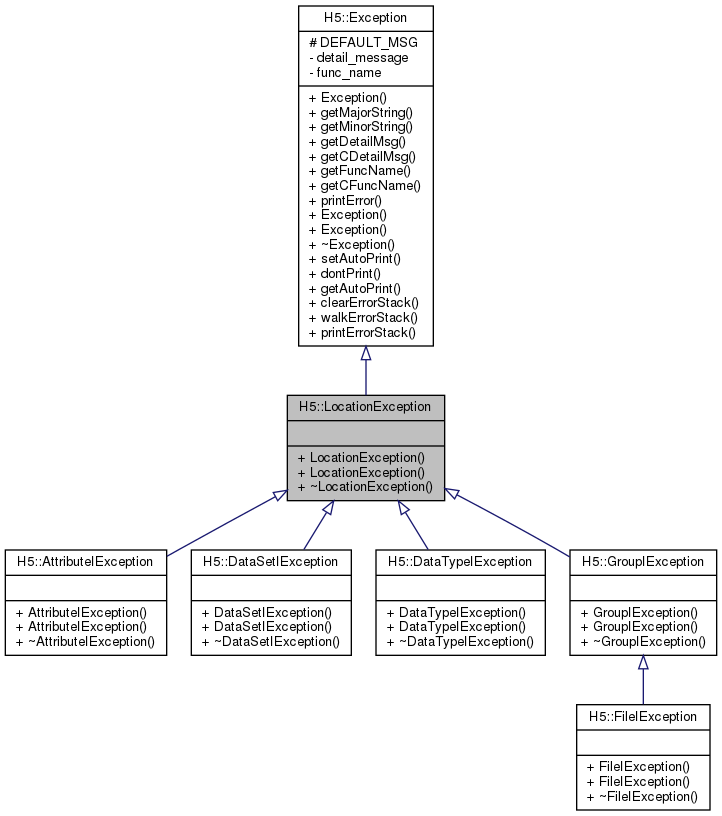 H5::Exception
# DEFAULT_MSG
- detail_message
- func_name
+ Exception()
+ getMajorString()
+ getMinorString()
+ getDetailMsg()
+ getCDetailMsg()
+ getFuncName()
+ getCFuncName()
+ printError()
+ Exception()
+ Exception()
+ ~Exception()
+ setAutoPrint()
+ dontPrint()
+ getAutoPrint()
+ clearErrorStack()
+ walkErrorStack()
+ printErrorStack()
H5::LocationException
+ LocationException()
+ LocationException()
+ ~LocationException()
H5::AttributeIException
+ AttributeIException()
+ AttributeIException()
+ ~AttributeIException()
H5::DataSetIException
+ DataSetIException()
+ DataSetIException()
+ ~DataSetIException()
H5::DataTypeIException
+ DataTypeIException()
+ DataTypeIException()
+ ~DataTypeIException()
H5::GroupIException
+ GroupIException()
+ GroupIException()
+ ~GroupIException()
H5::FileIException
+ FileIException()
+ FileIException()
+ ~FileIException()